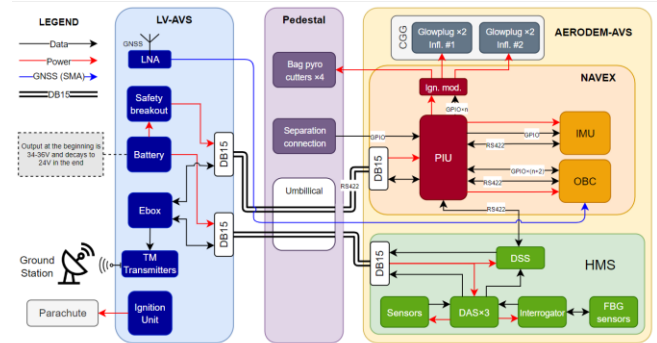 LEGEND
Data
Power
GNSS (SMA)
DB15
Output at the beginning is
34-36V and decays to
24V in the end
Ground
Station
Parachute
LV-AVS
GNSS
LNA
Safety
breakout
Battery
DB15
Ebox
DB15
TM
Transmitters
Ignition
Unit
Pedestal
Bag pyro
cutters ×4
Separation
connection
Umbillical
RS422
CGG
Glowplug ×2
Infl. #1
Glowplug ×2
Infl. #2
AERODEM-AVS
NAVEX
Ign. mod.
GPIO×n
GPIO
PIU
DB15
GPIO
RS422
IMU
GPIO×(n+2)
RS422
OBC
RS422
HMS
DB15
DSS
Sensors
DAS×3
Interrogator
FBG
sensors